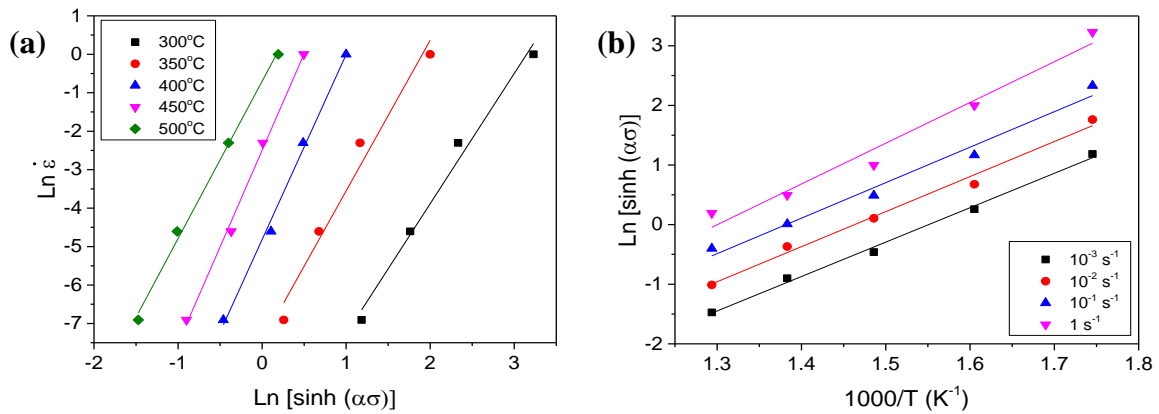 (a)
1
0
-1
-2
-3
-4
-5
-6
-7
Ln ε̇
300°C
350°C
400°C
450°C
500°C
-2 -1 0 1 2 3
Ln [sinh (ασ)]
(b)
3
2
1
0
-1
-2
Ln [sinh (ασ)]
10⁻³ s⁻¹
10⁻² s⁻¹
10⁻¹ s⁻¹
1 s⁻¹
1.3 1.4 1.5 1.6 1.7 1.8
1000/T (K⁻¹)